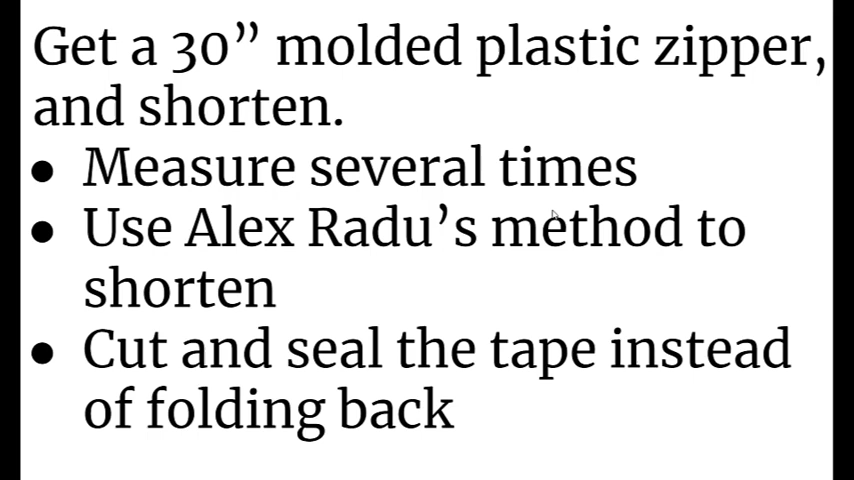 Get a 30” molded plastic zipper,
and shorten.
● Measure several times
● Use Alex Radu’s method to
shorten
● Cut and seal the tape instead
of folding back